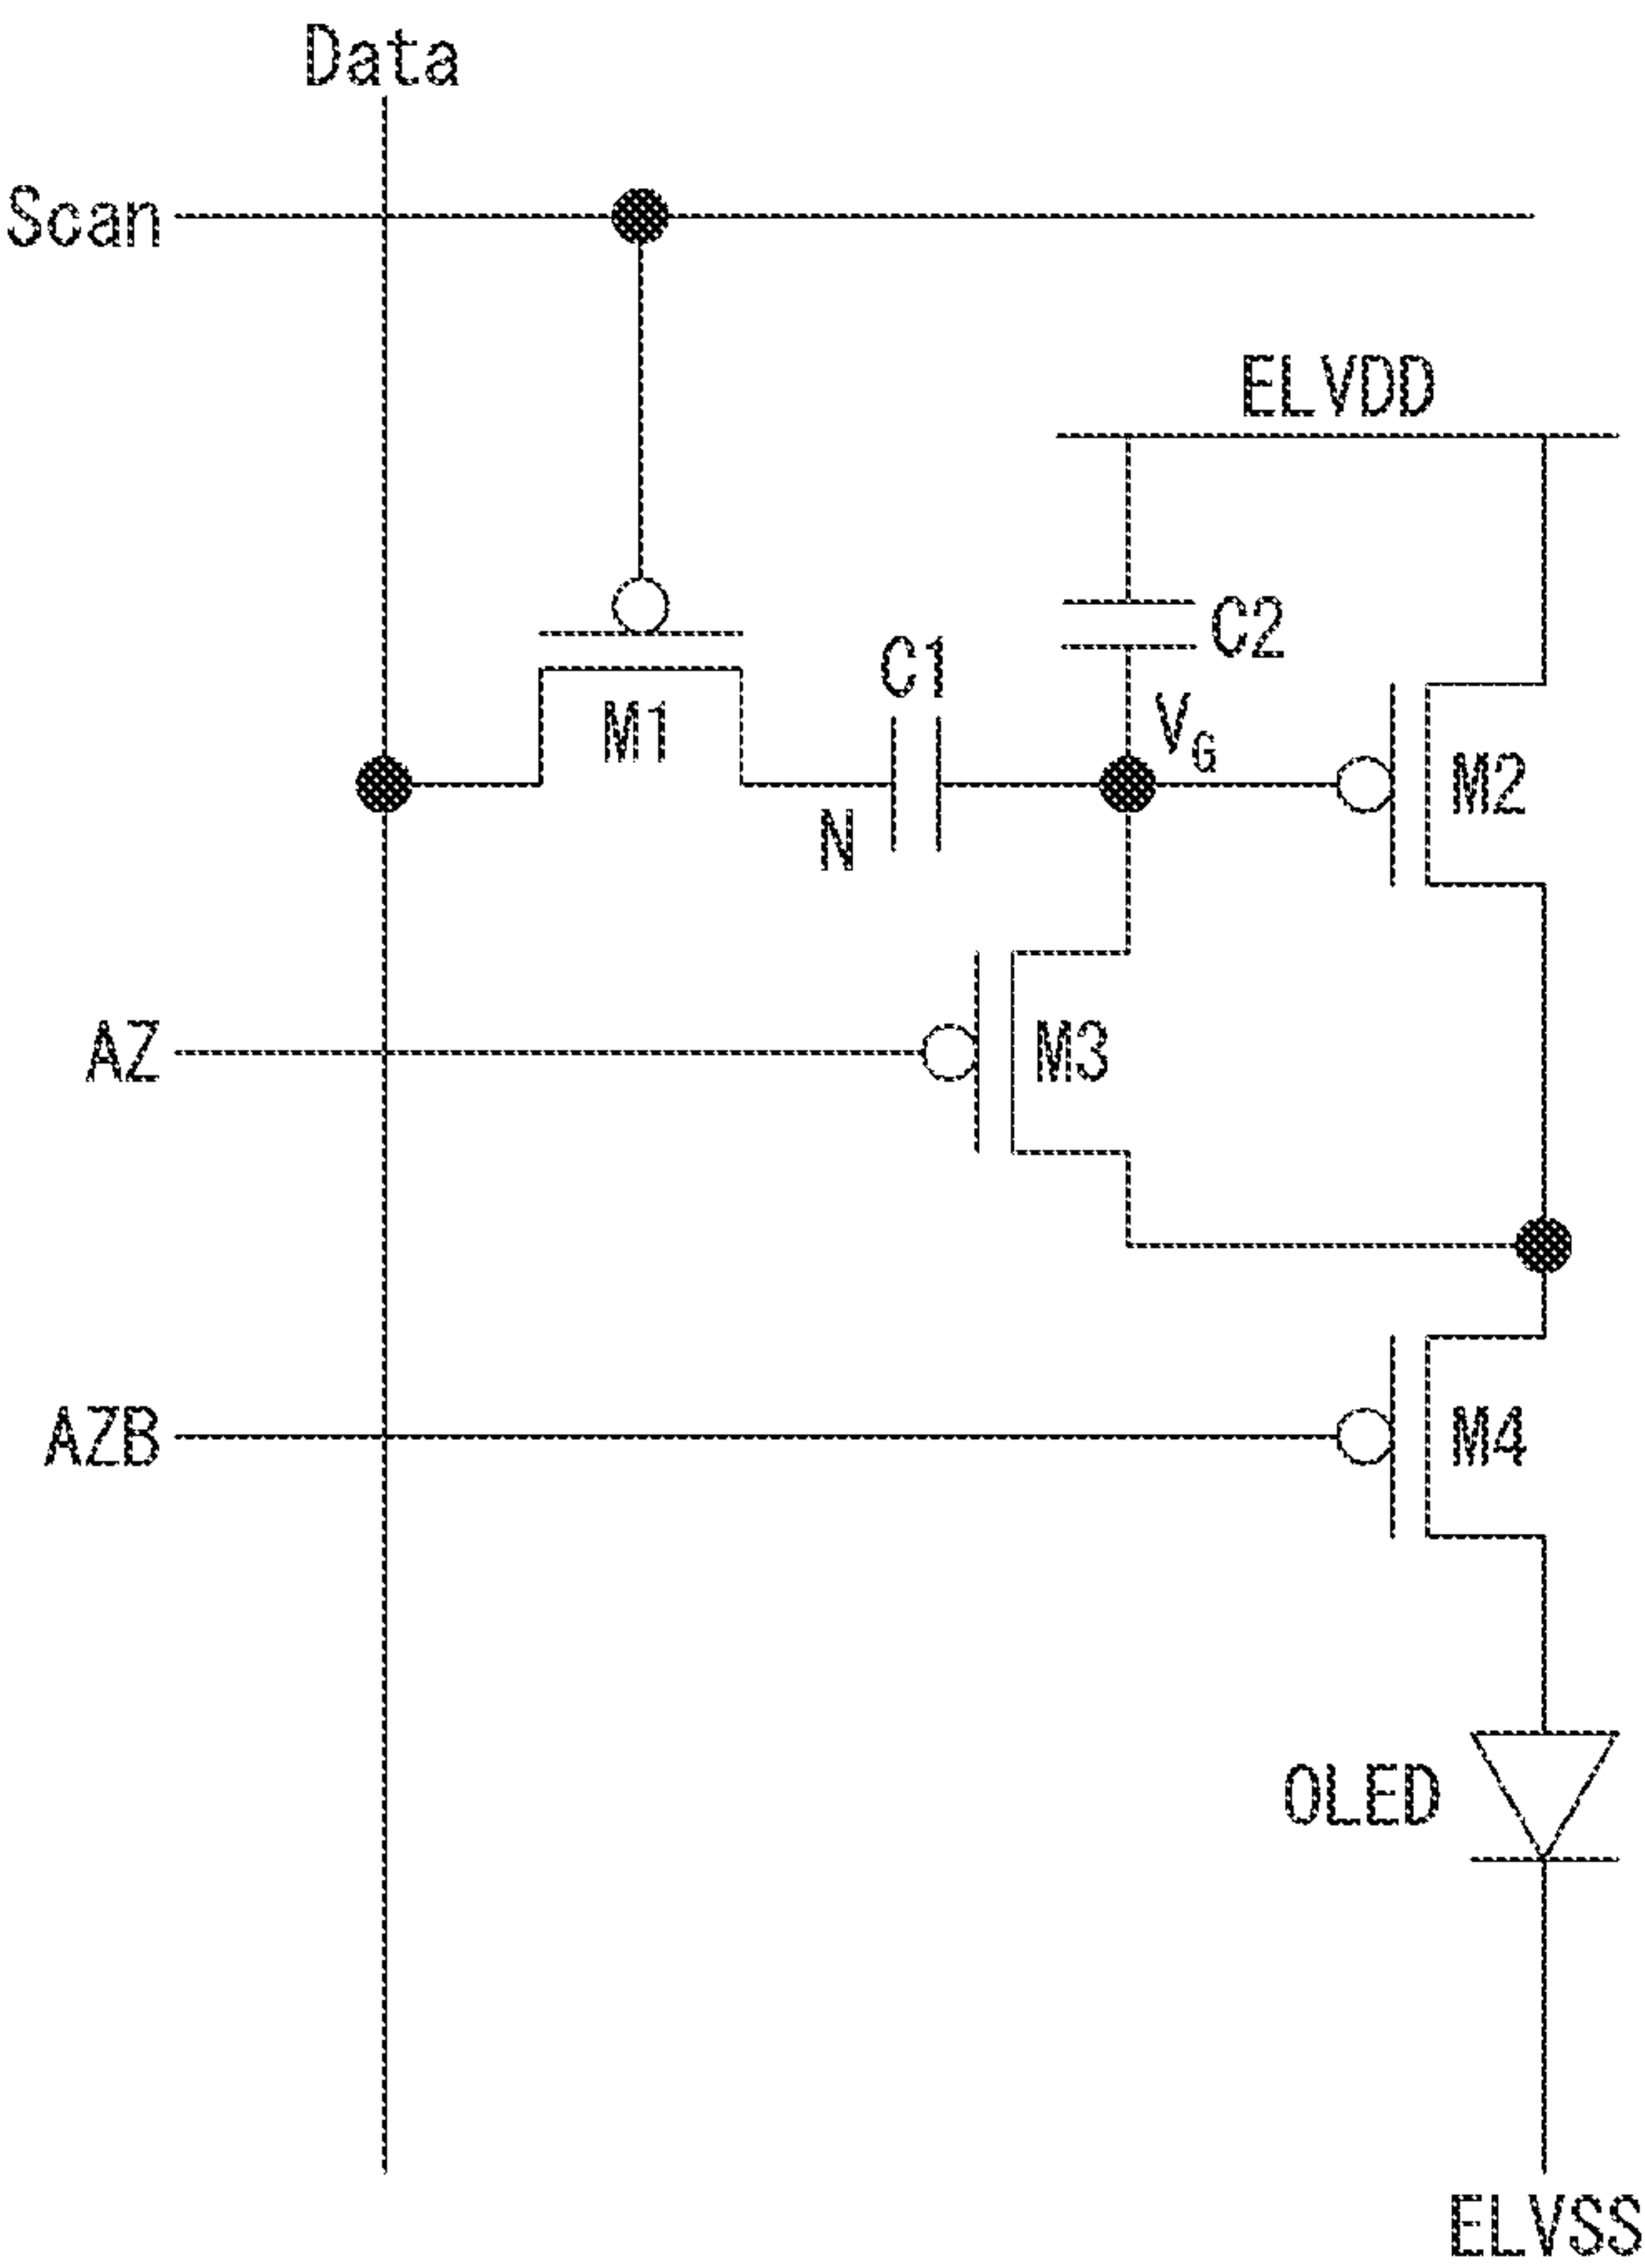 Data
Scan
ELVDD
C2
C1
VG
M1
M2
N
AZ
M3
AZB
M4
OLED
ELVSS